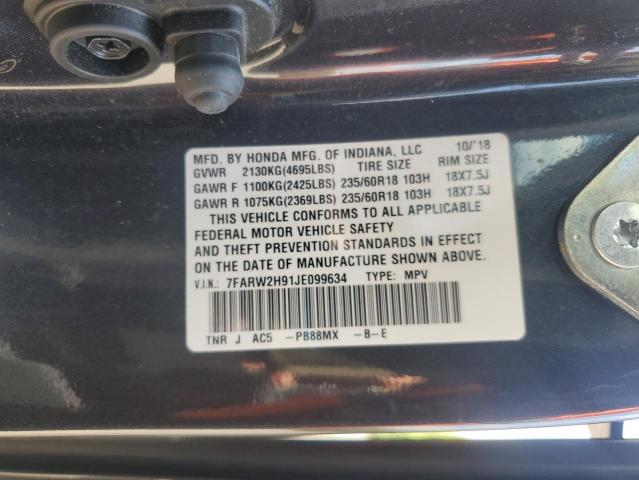 MFD. BY HONDA MFG. OF INDIANA, LLC 10/'18
GVWR 2130KG(4695LBS) TIRE SIZE RIM SIZE
GAWR F 1100KG(2425LBS) 235/60R18 103H 18X7.5J
GAWR R 1075KG(2369LBS) 235/60R18 103H 18X7.5J
THIS VEHICLE CONFORMS TO ALL APPLICABLE
FEDERAL MOTOR VEHICLE SAFETY
AND THEFT PREVENTION STANDARDS IN EFFECT
ON THE DATE OF MANUFACTURE SHOWN ABOVE.
V.I.N.: 7FARW2H91JE099634 TYPE: MPV
TNR J AC5 -PB88MX -B-E